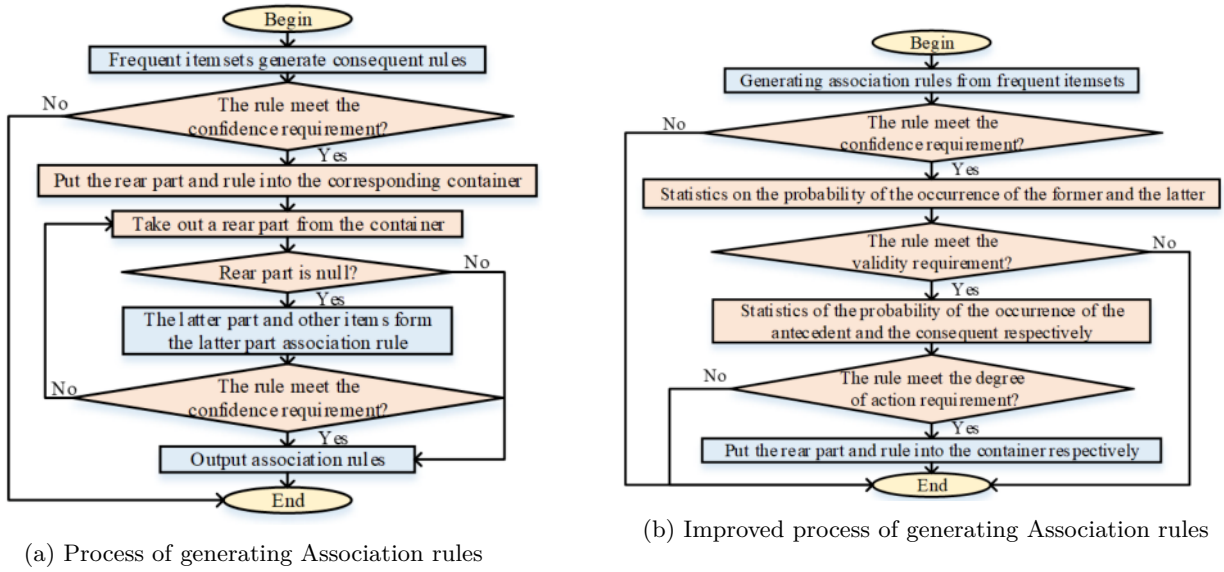 Begin
Frequent itemsets generate consequent rules
No
The rule meet the
confidence requirement?
Yes
Put the rear part and rule into the corresponding container
Take out a rear part from the container
Rear part is null?
No
Yes
The latter part and other items form
the latter part association rule
No
The rule meet the
confidence requirement?
Yes
Output association rules
End
(a) Process of generating Association rules
Begin
Generating association rules from frequent itemsets
No
The rule meet the
confidence requirement?
Yes
Statistics on the probability of the occurrence of the former and the latter
The rule meet the
validity requirement?
No
Yes
Statistics of the probability of the occurrence of the
antecedent and the consequent respectively
No
The rule meet the degree
of action requirement?
Yes
Put the rear part and rule into the container respectively
End
(b) Improved process of generating Association rules